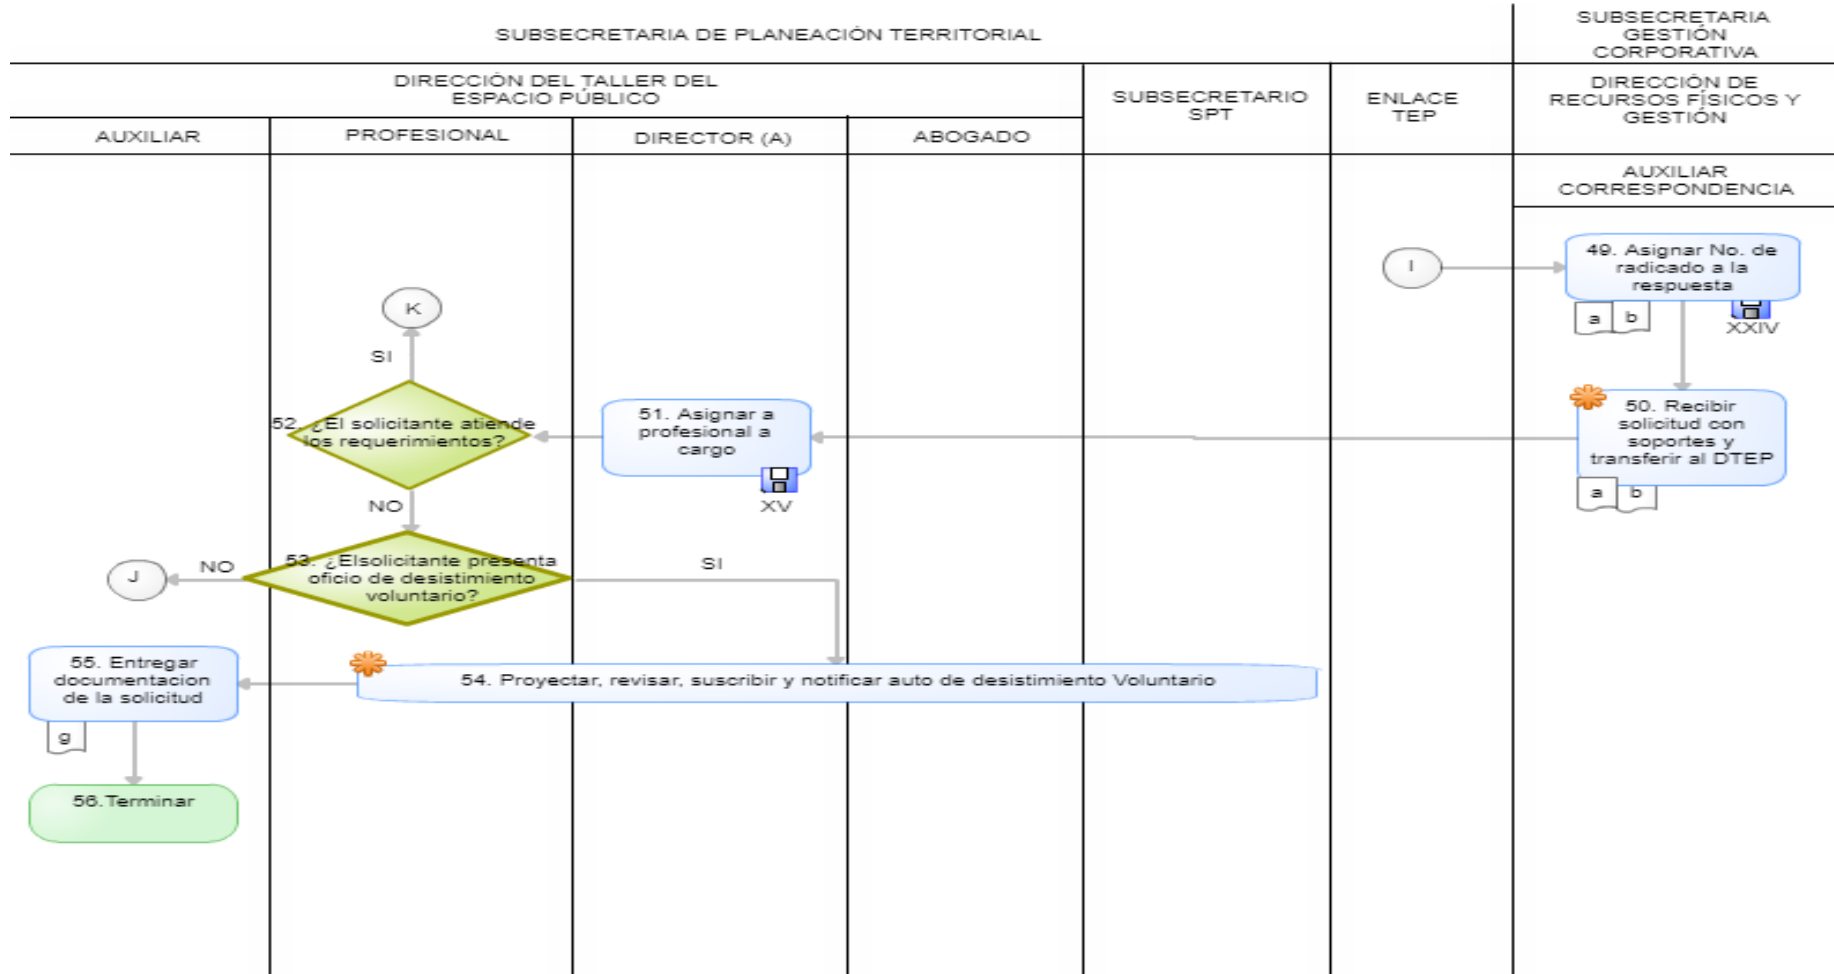 SUBSECRETARIA DE PLANEACIÓN TERRITORIAL
SUBSECRETARIA
GESTIÓN
CORPORATIVA
DIRECCIÓN DEL TALLER DEL
ESPACIO PÚBLICO
SUBSECRETARIO
SPT
ENLACE
TEP
DIRECCIÓN DE
RECURSOS FÍSICOS Y
GESTIÓN
AUXILIAR
PROFESIONAL
DIRECTOR (A)
ABOGADO
AUXILIAR
CORRESPONDENCIA
I
49. Asignar No. de
radicado a la
respuesta
a
b
XXIV
K
SI
52. ¿El solicitante atiende
los requerimientos?
51. Asignar a
profesional a
cargo
XV
50. Recibir
solicitud con
soportes y
transferir al DTEP
a
b
NO
J
NO
53. ¿Elsolicitante presenta
oficio de desistimiento
voluntario?
SI
55. Entregar
documentacion
de la solicitud
g
54. Proyectar, revisar, suscribir y notificar auto de desistimiento Voluntario
56.Terminar